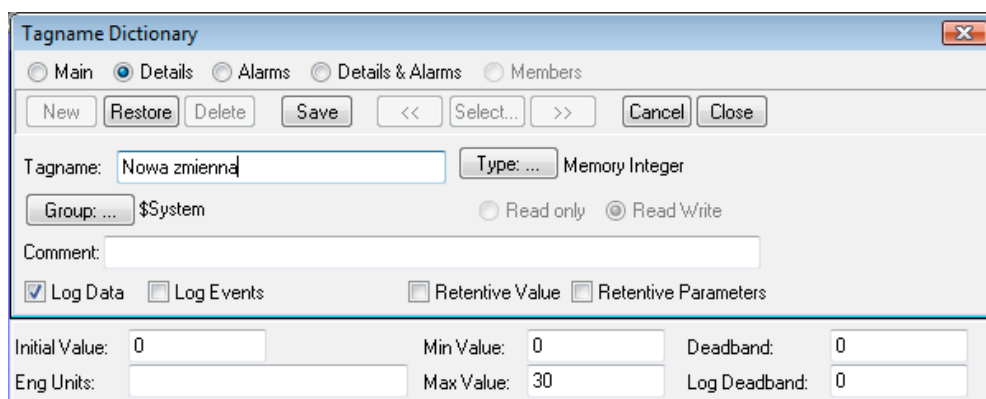 Tagname Dictionary
Main Details Alarms Details & Alarms Members
New Restore Delete Save << Select... >> Cancel Close
Tagname: Nowa zmienna Type: ... Memory Integer
Group: ... $System Read only Read Write
Comment:
Log Data Log Events Retentive Value Retentive Parameters
Initial Value: 0 Min Value: 0 Deadband: 0
Eng Units: Max Value: 30 Log Deadband: 0